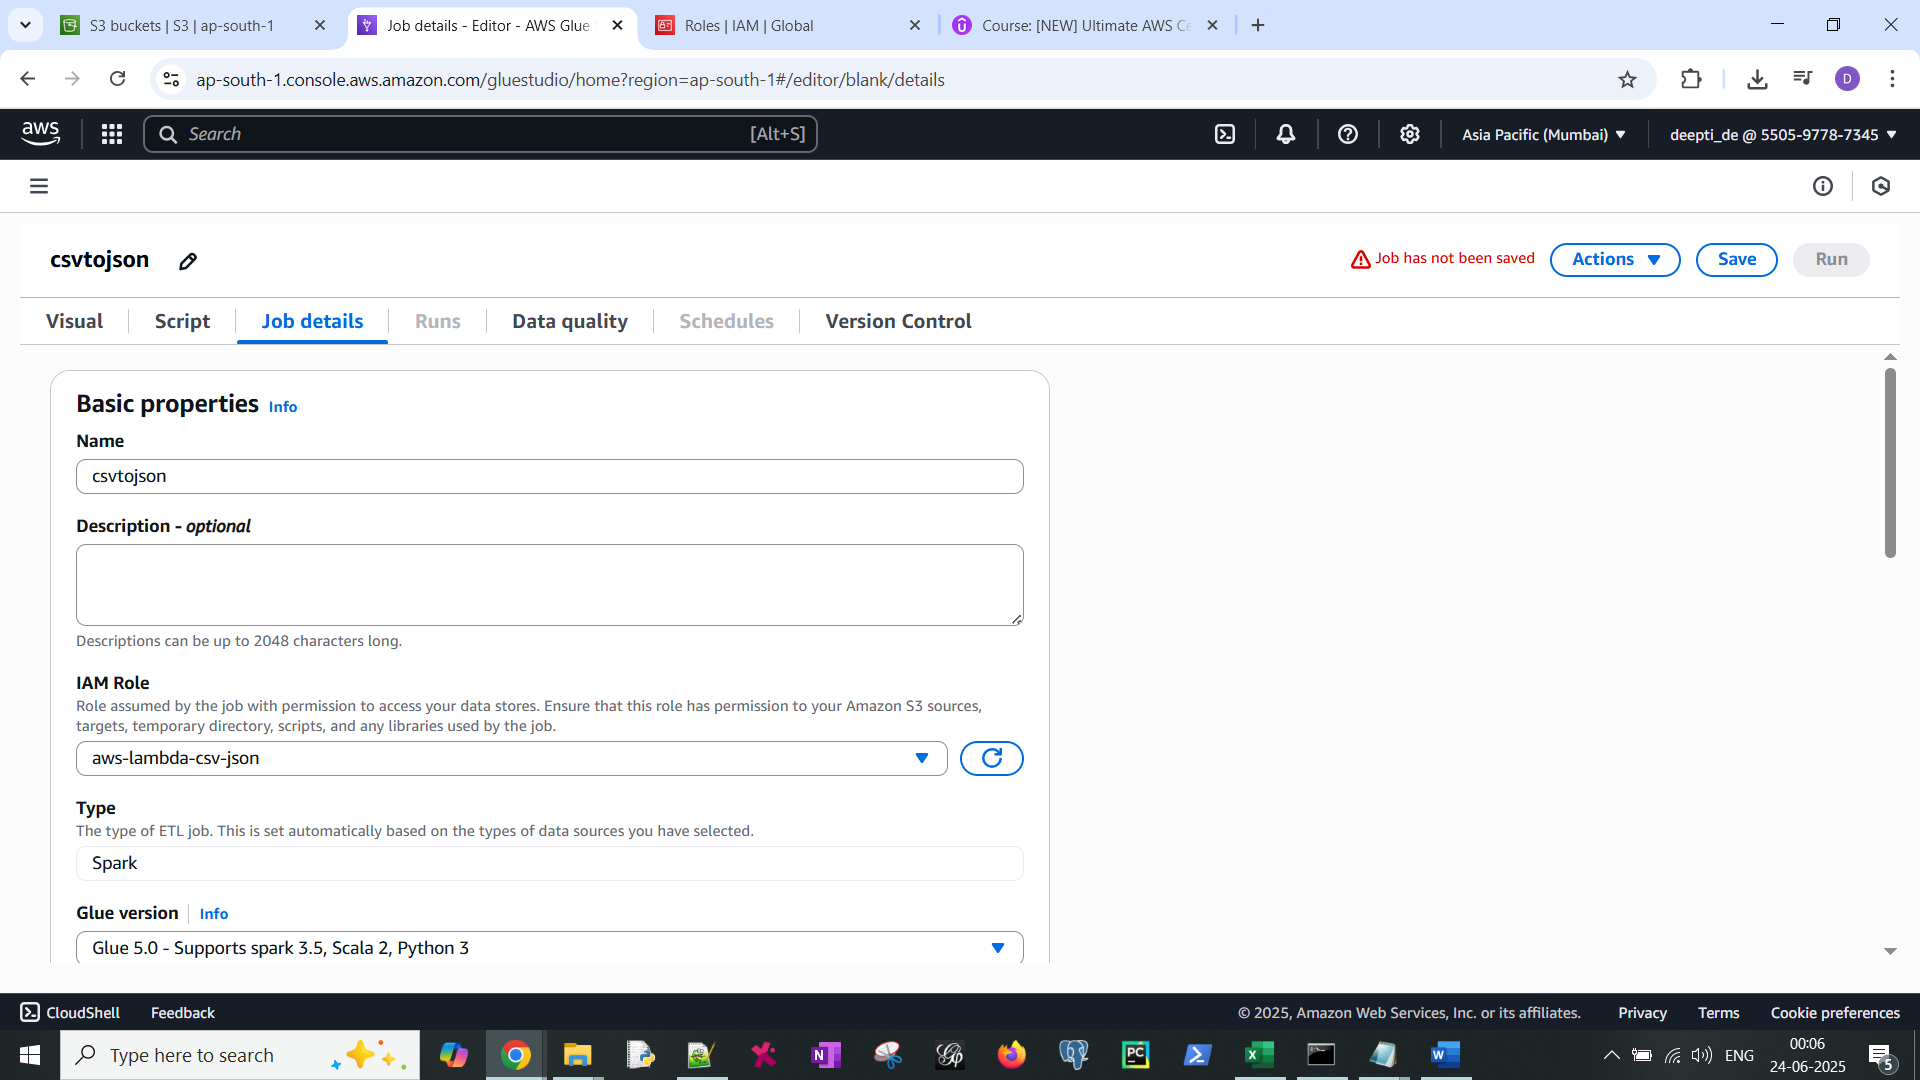 S3 buckets | S3 | ap-south-1
Job details - Editor - AWS Glue
Roles | IAM | Global
Course: [NEW] Ultimate AWS Ce
ap-south-1.console.aws.amazon.com/gluestudio/home?region=ap-south-1#/editor/blank/details
D
aws
Search
[Alt+S]
Asia Pacific (Mumbai)
deepti_de @ 5505-9778-7345
csvtojson
Job has not been saved
Actions
Save
Run
Visual
Script
Job details
Runs
Data quality
Schedules
Version Control
Basic properties Info
Name
csvtojson
Description - optional
Descriptions can be up to 2048 characters long.
IAM Role
Role assumed by the job with permission to access your data stores. Ensure that this role has permission to your Amazon S3 sources,
targets, temporary directory, scripts, and any libraries used by the job.
aws-lambda-csv-json
Type
The type of ETL job. This is set automatically based on the types of data sources you have selected.
Spark
Glue version Info
Glue 5.0 - Supports spark 3.5, Scala 2, Python 3
CloudShell
Feedback
© 2025, Amazon Web Services, Inc. or its affiliates.
Privacy
Terms
Cookie preferences
Type here to search
ENG
00:06
24-06-2025
5